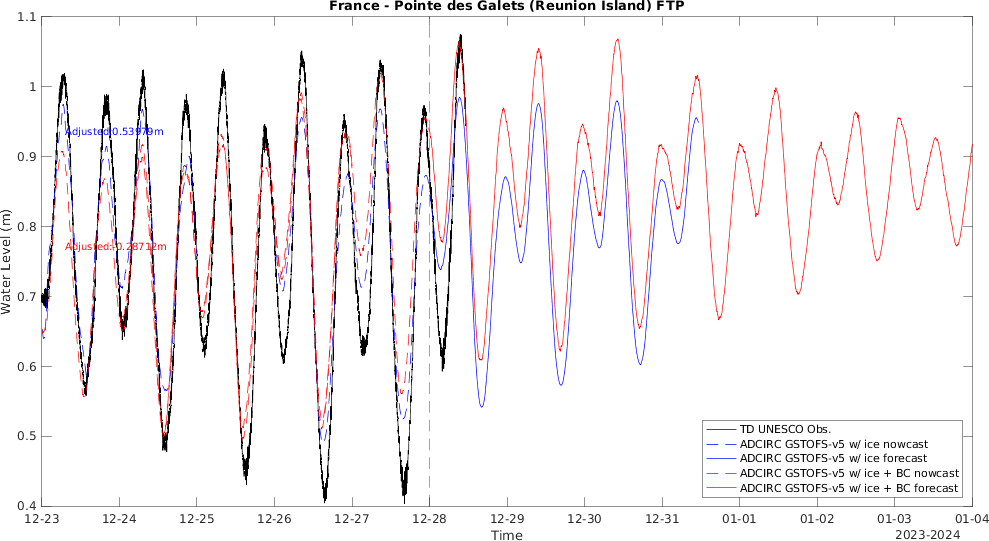 France - Pointe des Galets (Reunion Island) FTP
1.1
1
0.9
0.8
0.7
0.6
0.5
0.4
Water Level (m)
Adjusted:0.53979m
Adjusted:-0.28712m
TD UNESCO Obs.
ADCIRC GSTOFS-v5 w/ ice nowcast
ADCIRC GSTOFS-v5 w/ ice forecast
ADCIRC GSTOFS-v5 w/ ice + BC nowcast
ADCIRC GSTOFS-v5 w/ ice + BC forecast
12-23 12-24 12-25 12-26 12-27 12-28 12-29 12-30 12-31 01-01 01-02 01-03 01-04
Time
2023-2024